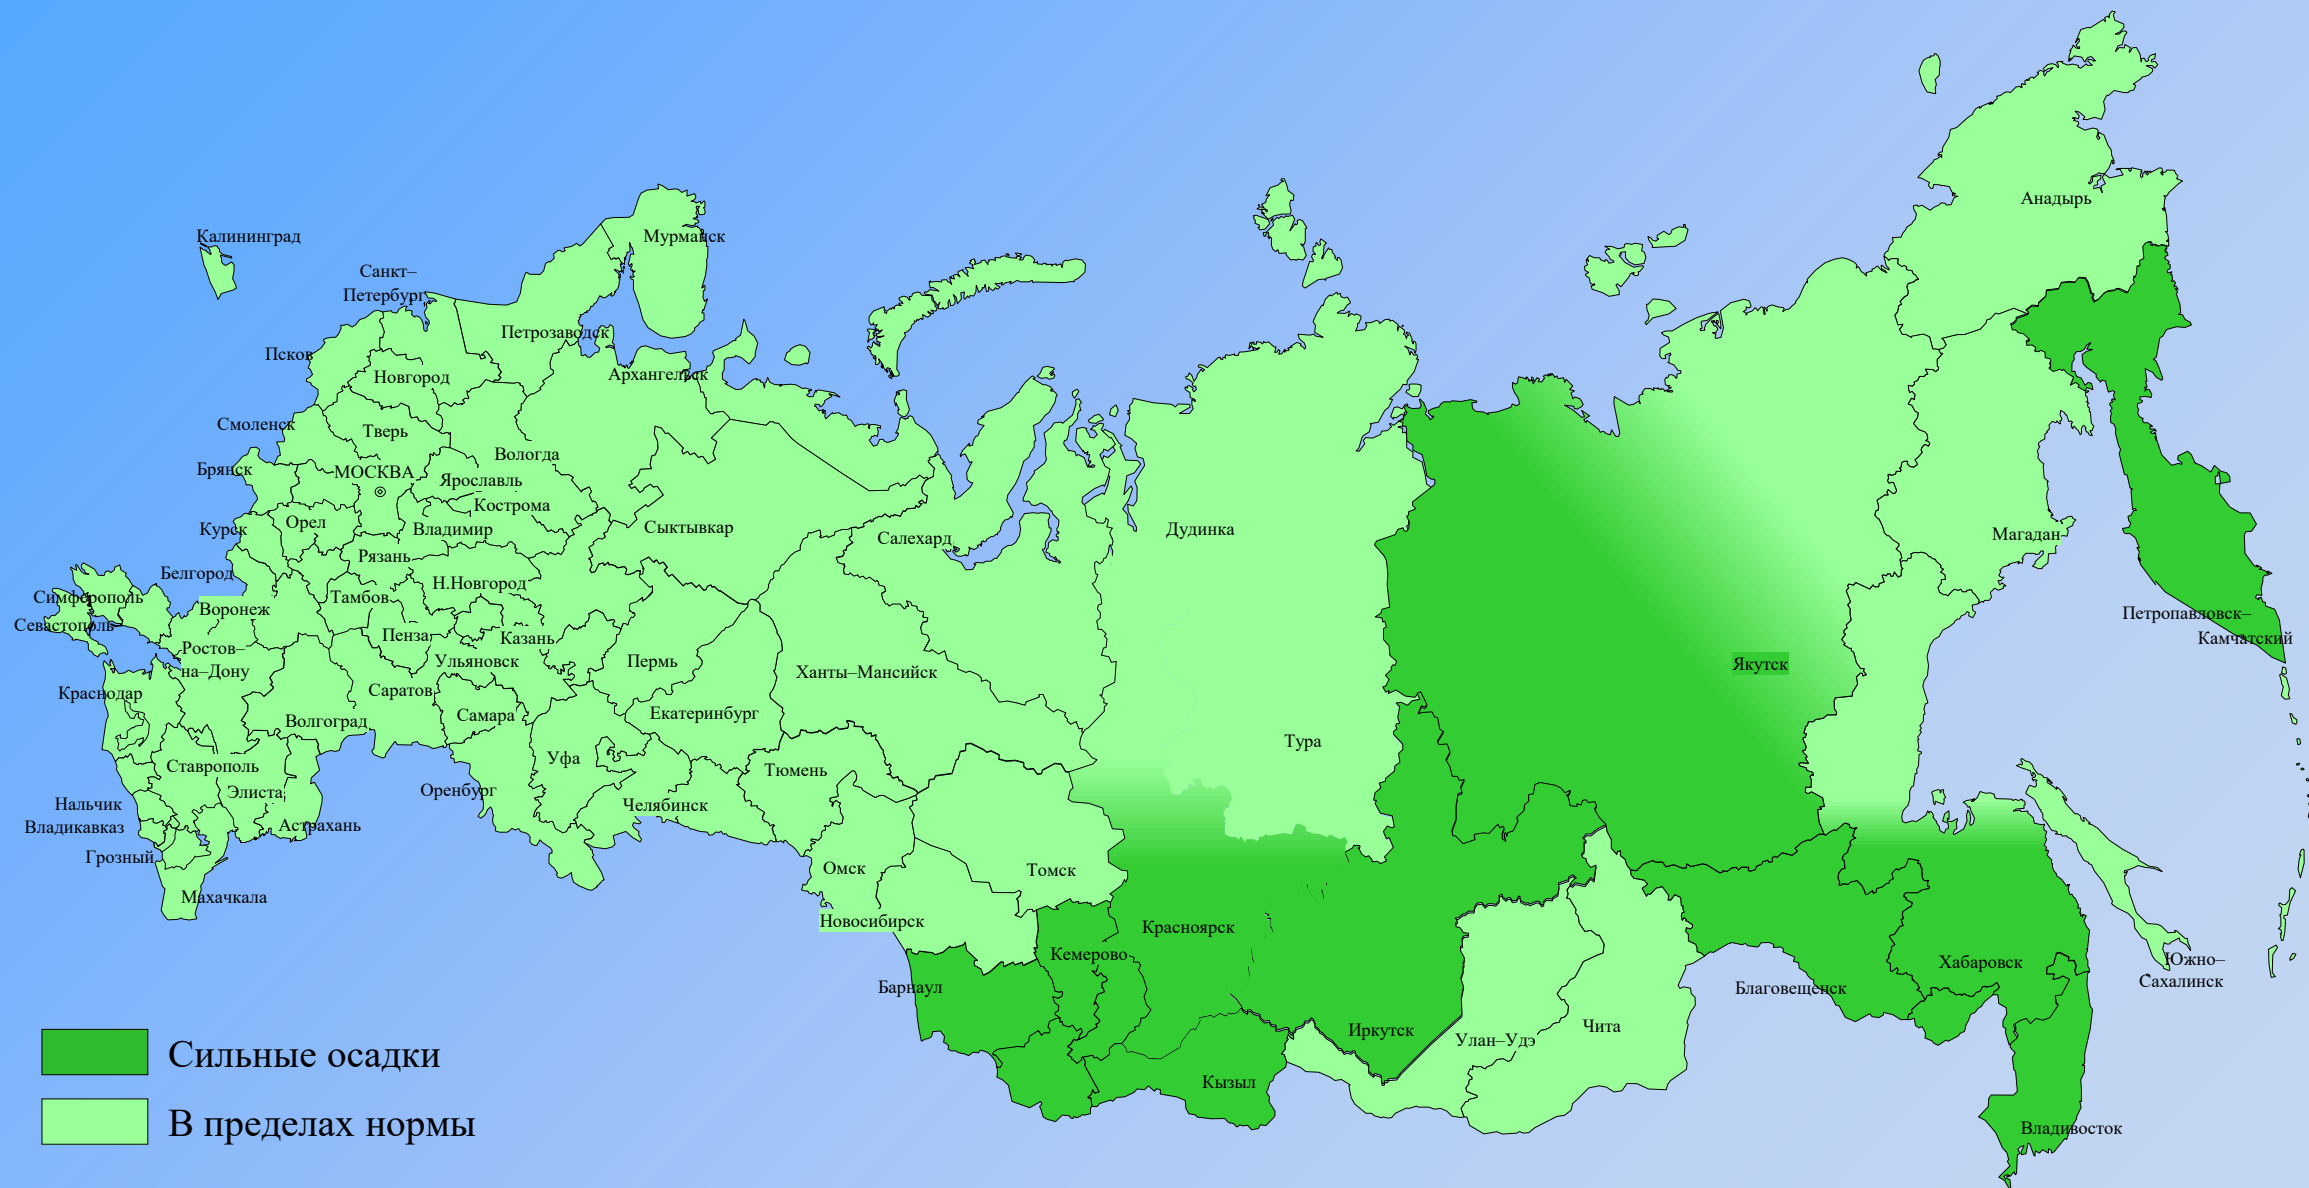 Анадырь
Калининград
Мурманск
Санкт–
Петербург
Петрозаводск
Псков
Архангельск
Новгород
Смоленск
Тверь
Вологда
Брянск
МОСКВА
Ярославль
Кострома
Орел
Курск
Владимир
Сыктывкар
Салехард
Дудинка
Магадан
Рязань
Белгород
Н.Новгород
Симферополь
Тамбов
Воронеж
Петропавловск–
Камчатский
Севастополь
Пенза
Казань
Ростов–
на–Дону
Ульяновск
Пермь
Ханты–Мансийск
Якутск
Краснодар
Саратов
Самара
Екатеринбург
Волгоград
Тура
Уфа
Ставрополь
Тюмень
Элиста
Оренбург
Нальчик
Челябинск
Владикавказ
Астрахань
Грозный
Омск
Томск
Махачкала
Новосибирск
Красноярск
Кемерово
Хабаровск
Южно–
Сахалинск
Барнаул
Благовещенск
Иркутск
Улан–Удэ
Чита
Кызыл
Владивосток
Сильные осадки
В пределах нормы